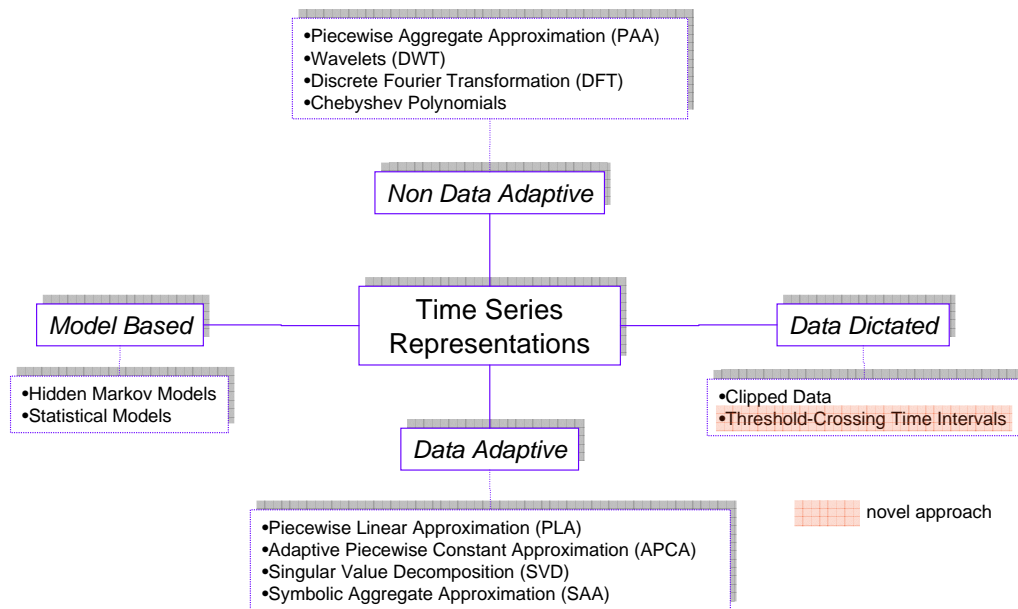 •Piecewise Aggregate Approximation (PAA)
•Wavelets (DWT)
•Discrete Fourier Transformation (DFT)
•Chebyshev Polynomials
Non Data Adaptive
Model Based
Time Series
Representations
Data Dictated
•Hidden Markov Models
•Statistical Models
•Clipped Data
•Threshold-Crossing Time Intervals
Data Adaptive
•Piecewise Linear Approximation (PLA)
•Adaptive Piecewise Constant Approximation (APCA)
•Singular Value Decomposition (SVD)
•Symbolic Aggregate Approximation (SAA)
novel approach